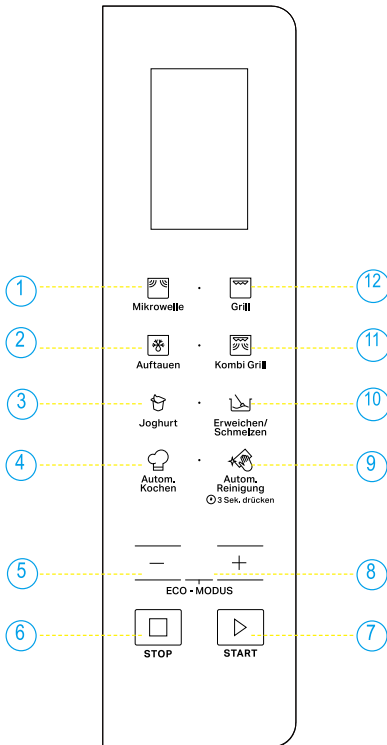 1
Mikrowelle
Grill
12
2
Auftauen
Kombi Grill
11
3
Joghurt
Erweichen/
Schmelzen
10
4
Autom.
Kochen
Autom.
Reinigung
3 Sek. drücken
9
5
−
+
8
ECO - MODUS
6
STOP
START
7